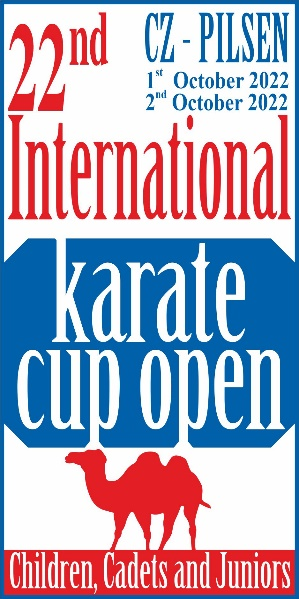 22nd
CZ - PILSEN
1st October 2022
2nd October 2022
International
karate
cup open
Children, Cadets and Juniors